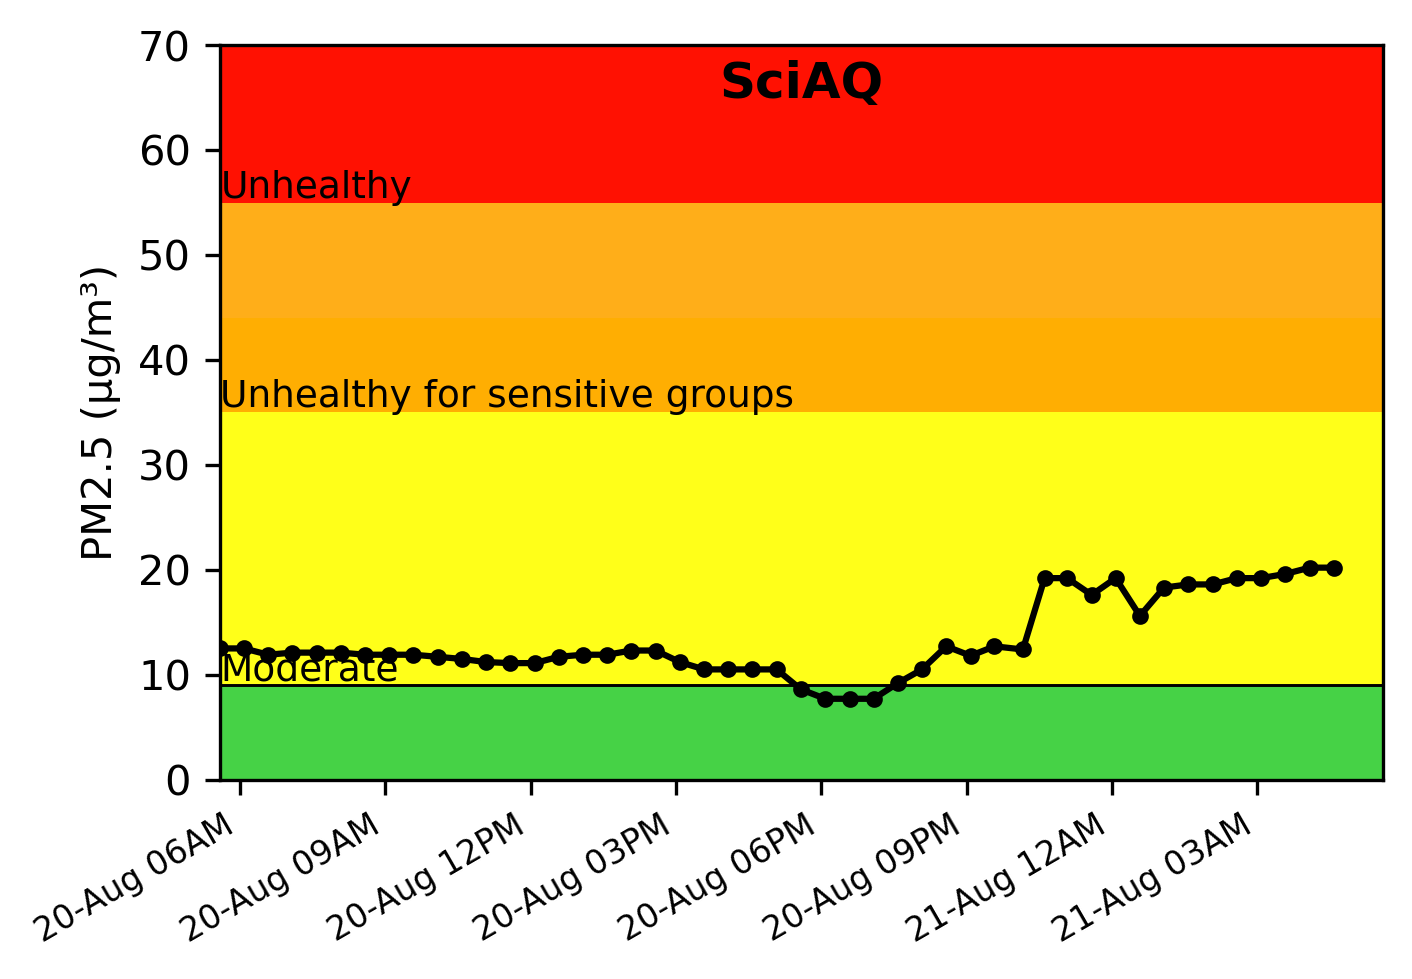 SciAQ
70
60
Unhealthy
50
40
Unhealthy for sensitive groups
30
20
10
Moderate
0
PM2.5 (µg/m³)
20-Aug 06AM
20-Aug 09AM
20-Aug 12PM
20-Aug 03PM
20-Aug 06PM
20-Aug 09PM
21-Aug 12AM
21-Aug 03AM